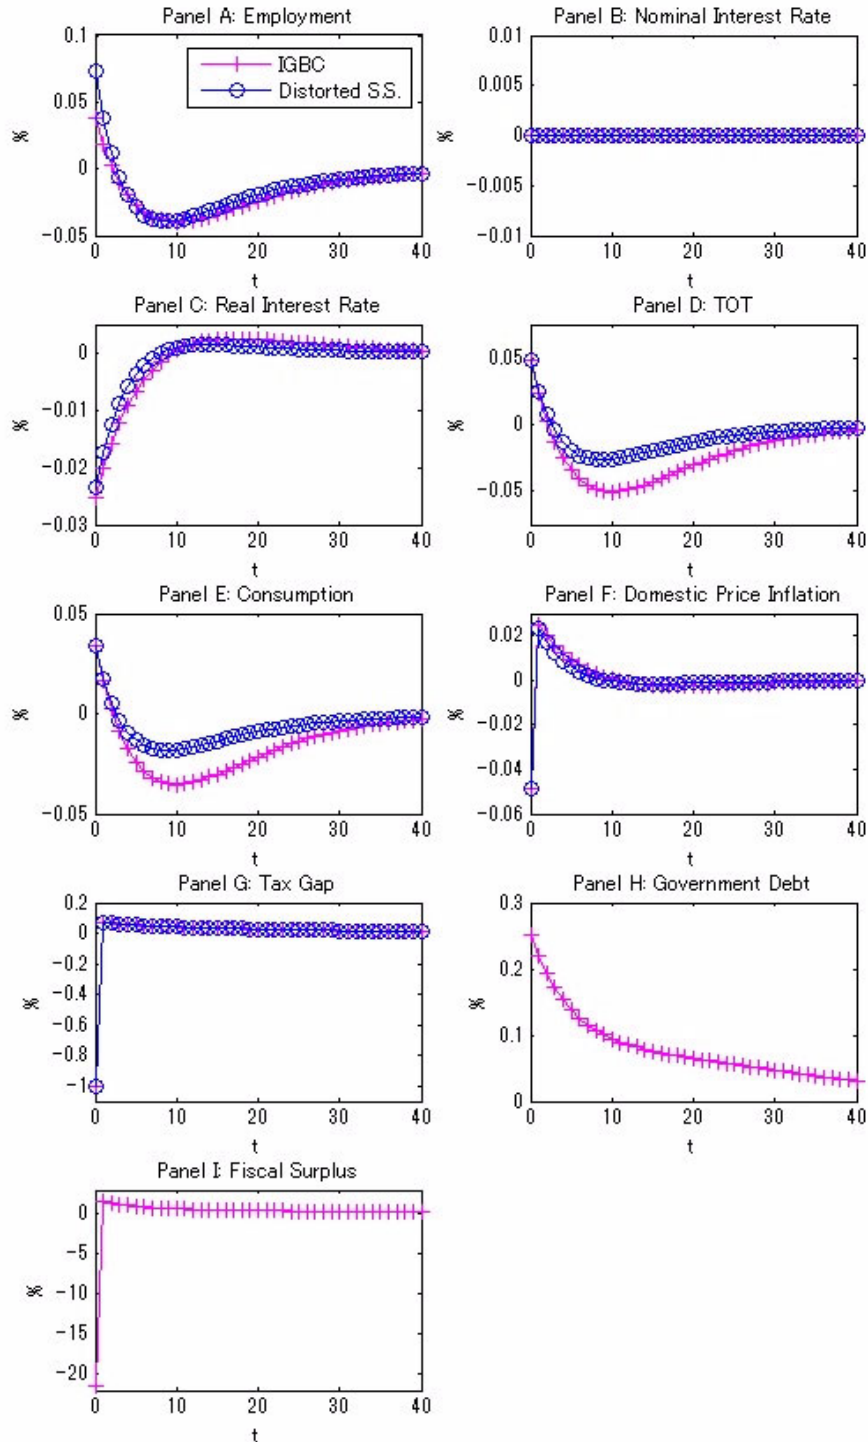 Panel A: Employment
0.1
0.05
0
-0.05
%
0 10 20 30 40
t
IGBC
Distorted S.S.
Panel B: Nominal Interest Rate
0.01
0.005
0
-0.005
-0.01
%
0 10 20 30 40
t
Panel C: Real Interest Rate
0
-0.01
-0.02
-0.03
%
0 10 20 30 40
t
Panel D: TOT
0.05
0
-0.05
%
0 10 20 30 40
t
Panel E: Consumption
0.05
0
-0.05
%
0 10 20 30 40
t
Panel F: Domestic Price Inflation
0.02
0
-0.02
-0.04
-0.06
%
0 10 20 30 40
t
Panel G: Tax Gap
0.2
0
-0.2
-0.4
-0.6
-0.8
-1
%
0 10 20 30 40
t
Panel H: Government Debt
0.3
0.2
0.1
0
%
0 10 20 30 40
t
Panel I: Fiscal Surplus
0
-5
-10
-15
-20
%
0 10 20 30 40
t